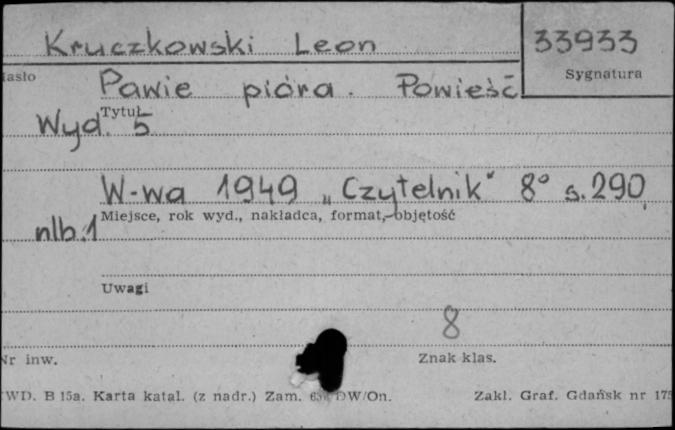 Kruczkowski Leon 33933
Sygnatura
Pawie pióra. Powieść
Tytuł
Wyd. 5
W-wa 1949 „Czytelnik" 8° s. 290,
Miejsce, rok wyd., nakładca, format, objętość
nlb. 1
Uwagi
8
Nr inw. Znak klas.
WD. B 15a. Karta katal. (z nadr.) Zam. DW/On. Zakl. Graf. Gdańsk nr